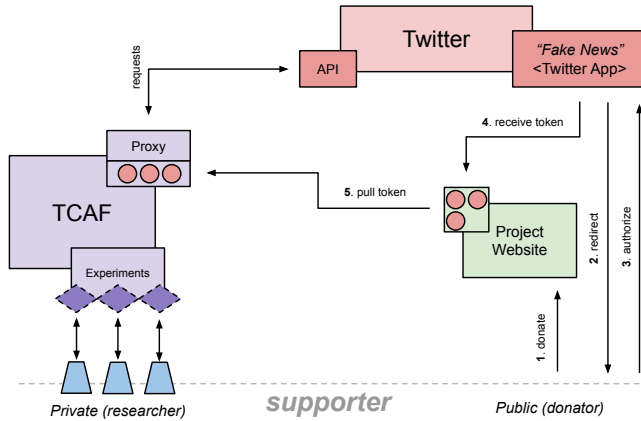 Twitter
"Fake News"
<Twitter App>
API
requests
4. receive token
Proxy
TCAF
5. pull token
Project
Website
2. redirect
3. authorize
Experiments
1. donate
supporter
Private (researcher)
Public (donator)